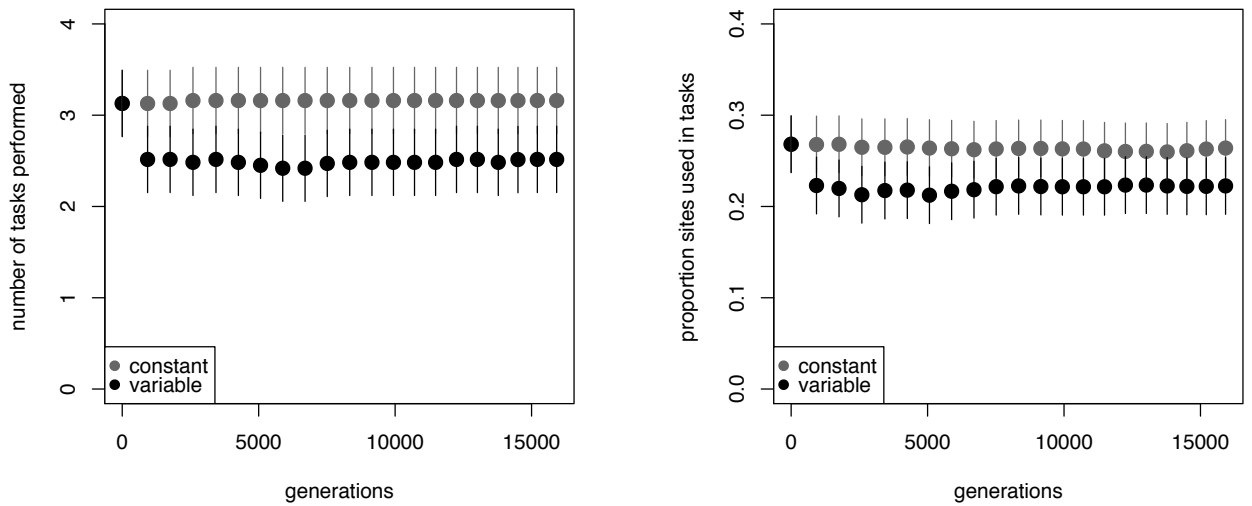 number of tasks performed
4
3
2
1
0
constant
variable
0 5000 10000 15000
generations
proportion sites used in tasks
0.4
0.3
0.2
0.1
0.0
constant
variable
0 5000 10000 15000
generations